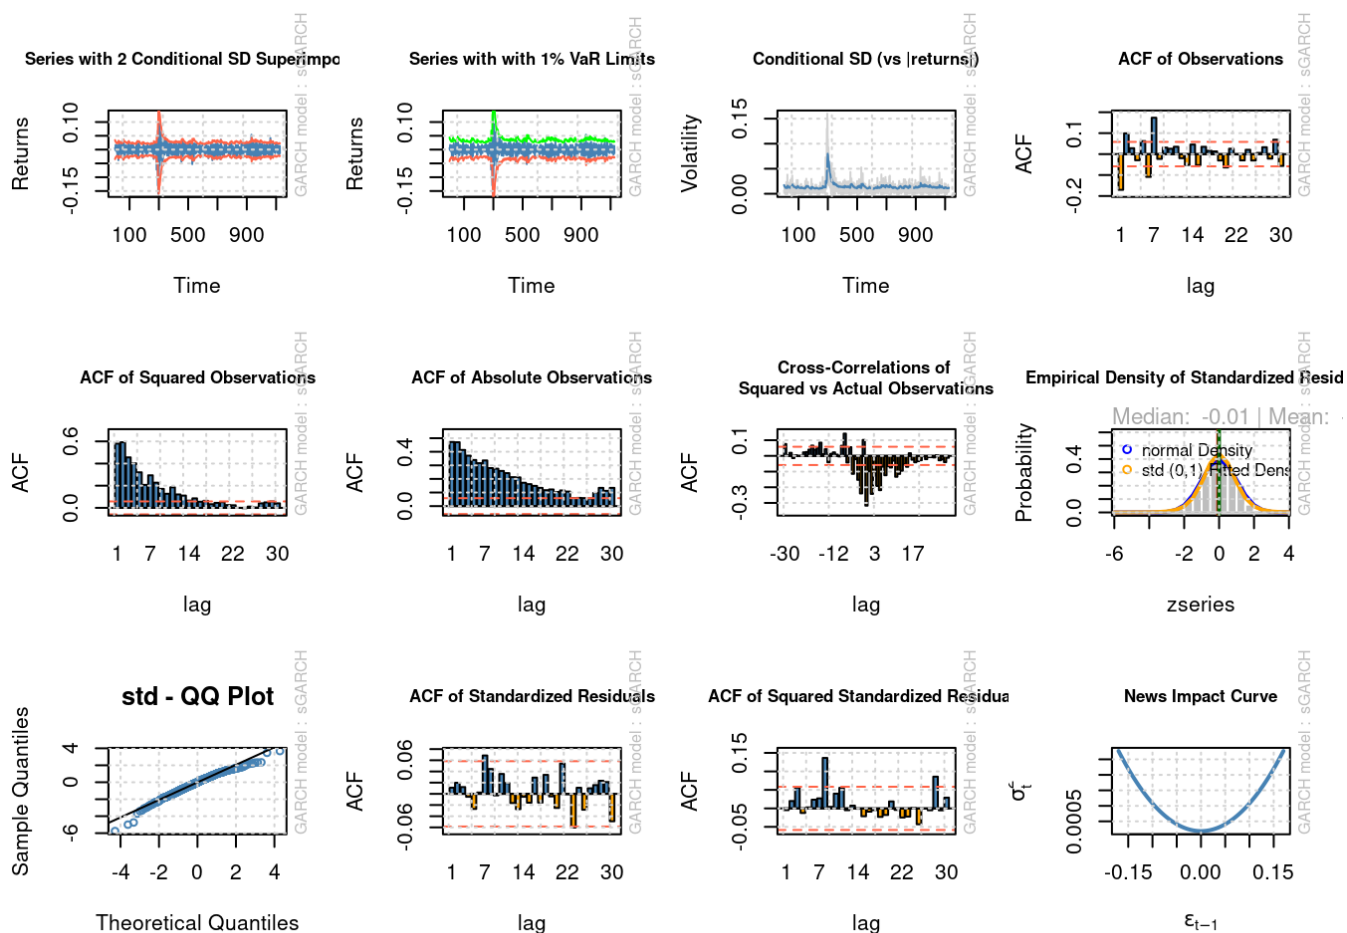 Series with 2 Conditional SD Superimpo
GARCH model : sGARCH
Returns
0.10
-0.15
100 500 900
Time
Series with with 1% VaR Limits
GARCH model : sGARCH
Returns
0.10
-0.15
100 500 900
Time
Conditional SD (vs |returns|)
GARCH model : sGARCH
Volatility
0.15
0.00
100 500 900
Time
ACF of Observations
GARCH model : sGARCH
ACF
0.1
-0.2
1 7 14 22 30
lag
ACF of Squared Observations
GARCH model : sGARCH
ACF
0.6
0.0
1 7 14 22 30
lag
ACF of Absolute Observations
GARCH model : sGARCH
ACF
0.4
0.0
1 7 14 22 30
lag
Cross-Correlations of
Squared vs Actual Observations
GARCH model : sGARCH
ACF
0.1
-0.3
-30 -12 3 17
lag
Empirical Density of Standardized Resid
GARCH model : sGARCH
Median: -0.01 | Mean: -
Probability
0.4
0.0
normal Density
std (0,1) Fitted Dens
-6 -2 0 2 4
zseries
std - QQ Plot
GARCH model : sGARCH
Sample Quantiles
4
0
-6
-4 -2 0 2 4
Theoretical Quantiles
ACF of Standardized Residuals
GARCH model : sGARCH
ACF
0.06
-0.06
1 7 14 22 30
lag
ACF of Squared Standardized Residua
GARCH model : sGARCH
ACF
0.15
-0.05
1 7 14 22 30
lag
News Impact Curve
GARCH model : sGARCH
0.0005
-0.15 0.00 0.15
εt−1